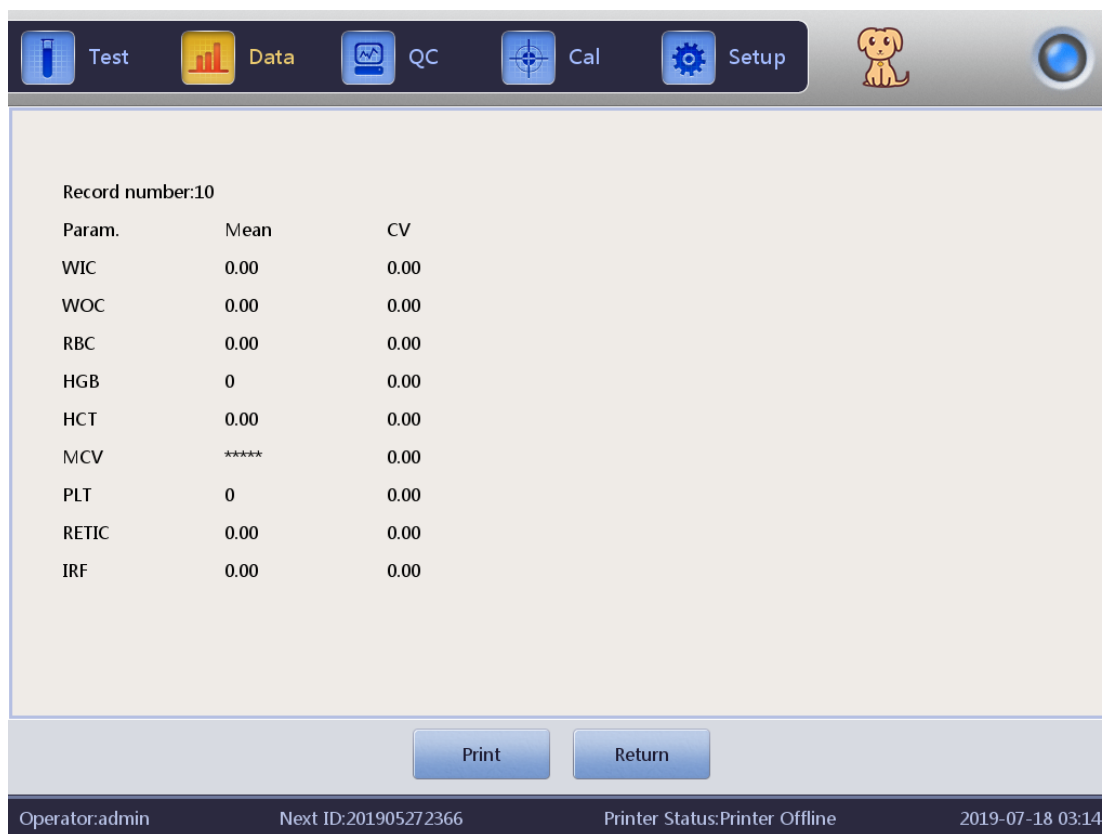 Test Data QC Cal Setup
Record number:10
Param. Mean CV
WIC 0.00 0.00
WOC 0.00 0.00
RBC 0.00 0.00
HGB 0 0.00
HCT 0.00 0.00
MCV ***** 0.00
PLT 0 0.00
RETIC 0.00 0.00
IRF 0.00 0.00
Print Return
Operator:admin Next ID:201905272366 Printer Status:Printer Offline 2019-07-18 03:14